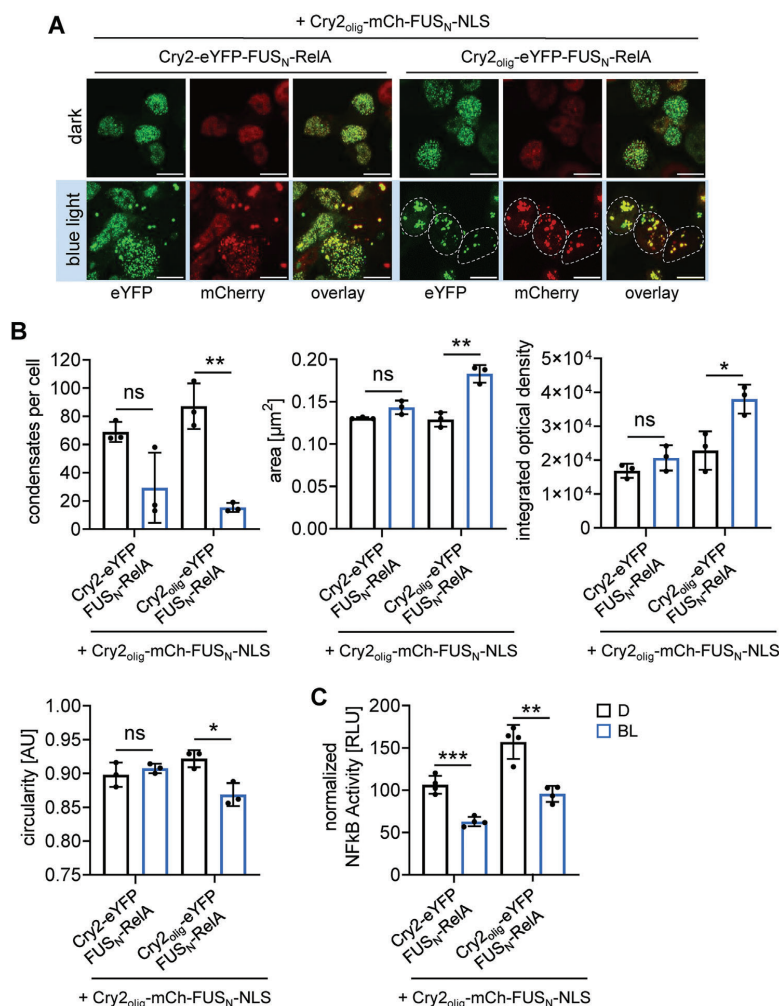 A
+ Cry2olig-mCh-FUSN-NLS
Cry2-eYFP-FUSN-RelA Cry2olig-eYFP-FUSN-RelA
dark
blue light
eYFP mCherry overlay eYFP mCherry overlay
B
condensates per cell
120
100
80
60
40
20
0
ns
**
Cry2-eYFP
FUSN-RelA
Cry2olig-eYFP
FUSN-RelA
+ Cry2olig-mCh-FUSN-NLS
area [µm²]
0.20
0.15
0.10
0.05
0.00
ns
**
Cry2-eYFP
FUSN-RelA
Cry2olig-eYFP
FUSN-RelA
+ Cry2olig-mCh-FUSN-NLS
integrated optical density
5×10⁴
4×10⁴
3×10⁴
2×10⁴
1×10⁴
0
ns
*
Cry2-eYFP
FUSN-RelA
Cry2olig-eYFP
FUSN-RelA
+ Cry2olig-mCh-FUSN-NLS
circularity [AU]
1.00
0.95
0.90
0.85
0.80
0.75
ns
*
Cry2-eYFP
FUSN-RelA
Cry2olig-eYFP
FUSN-RelA
+ Cry2olig-mCh-FUSN-NLS
C
normalized
NFkB Activity [RLU]
200
150
100
50
0
***
**
Cry2-eYFP
FUSN-RelA
Cry2olig-eYFP
FUSN-RelA
+ Cry2olig-mCh-FUSN-NLS
D
BL